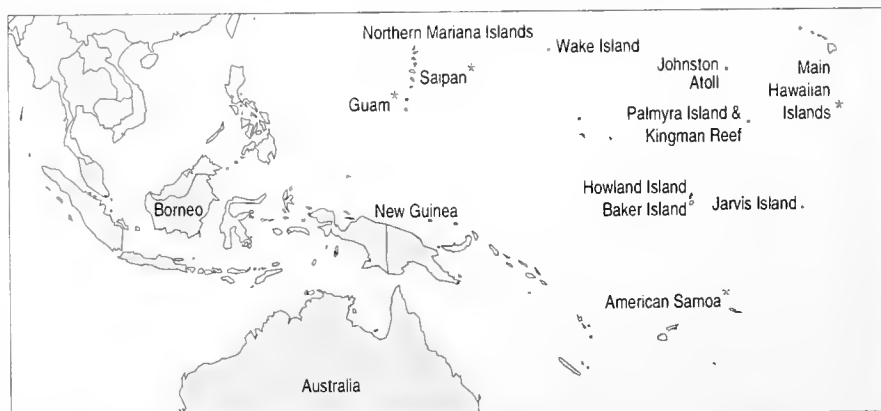 Northern Mariana Islands
Wake Island
Saipan*
Johnston
Atoll
Main
Hawaiian
Islands*
Guam*
Palmyra Island &
Kingman Reef
Howland Island
Baker Island
Jarvis Island
Borneo
New Guinea
American Samoa*
Australia